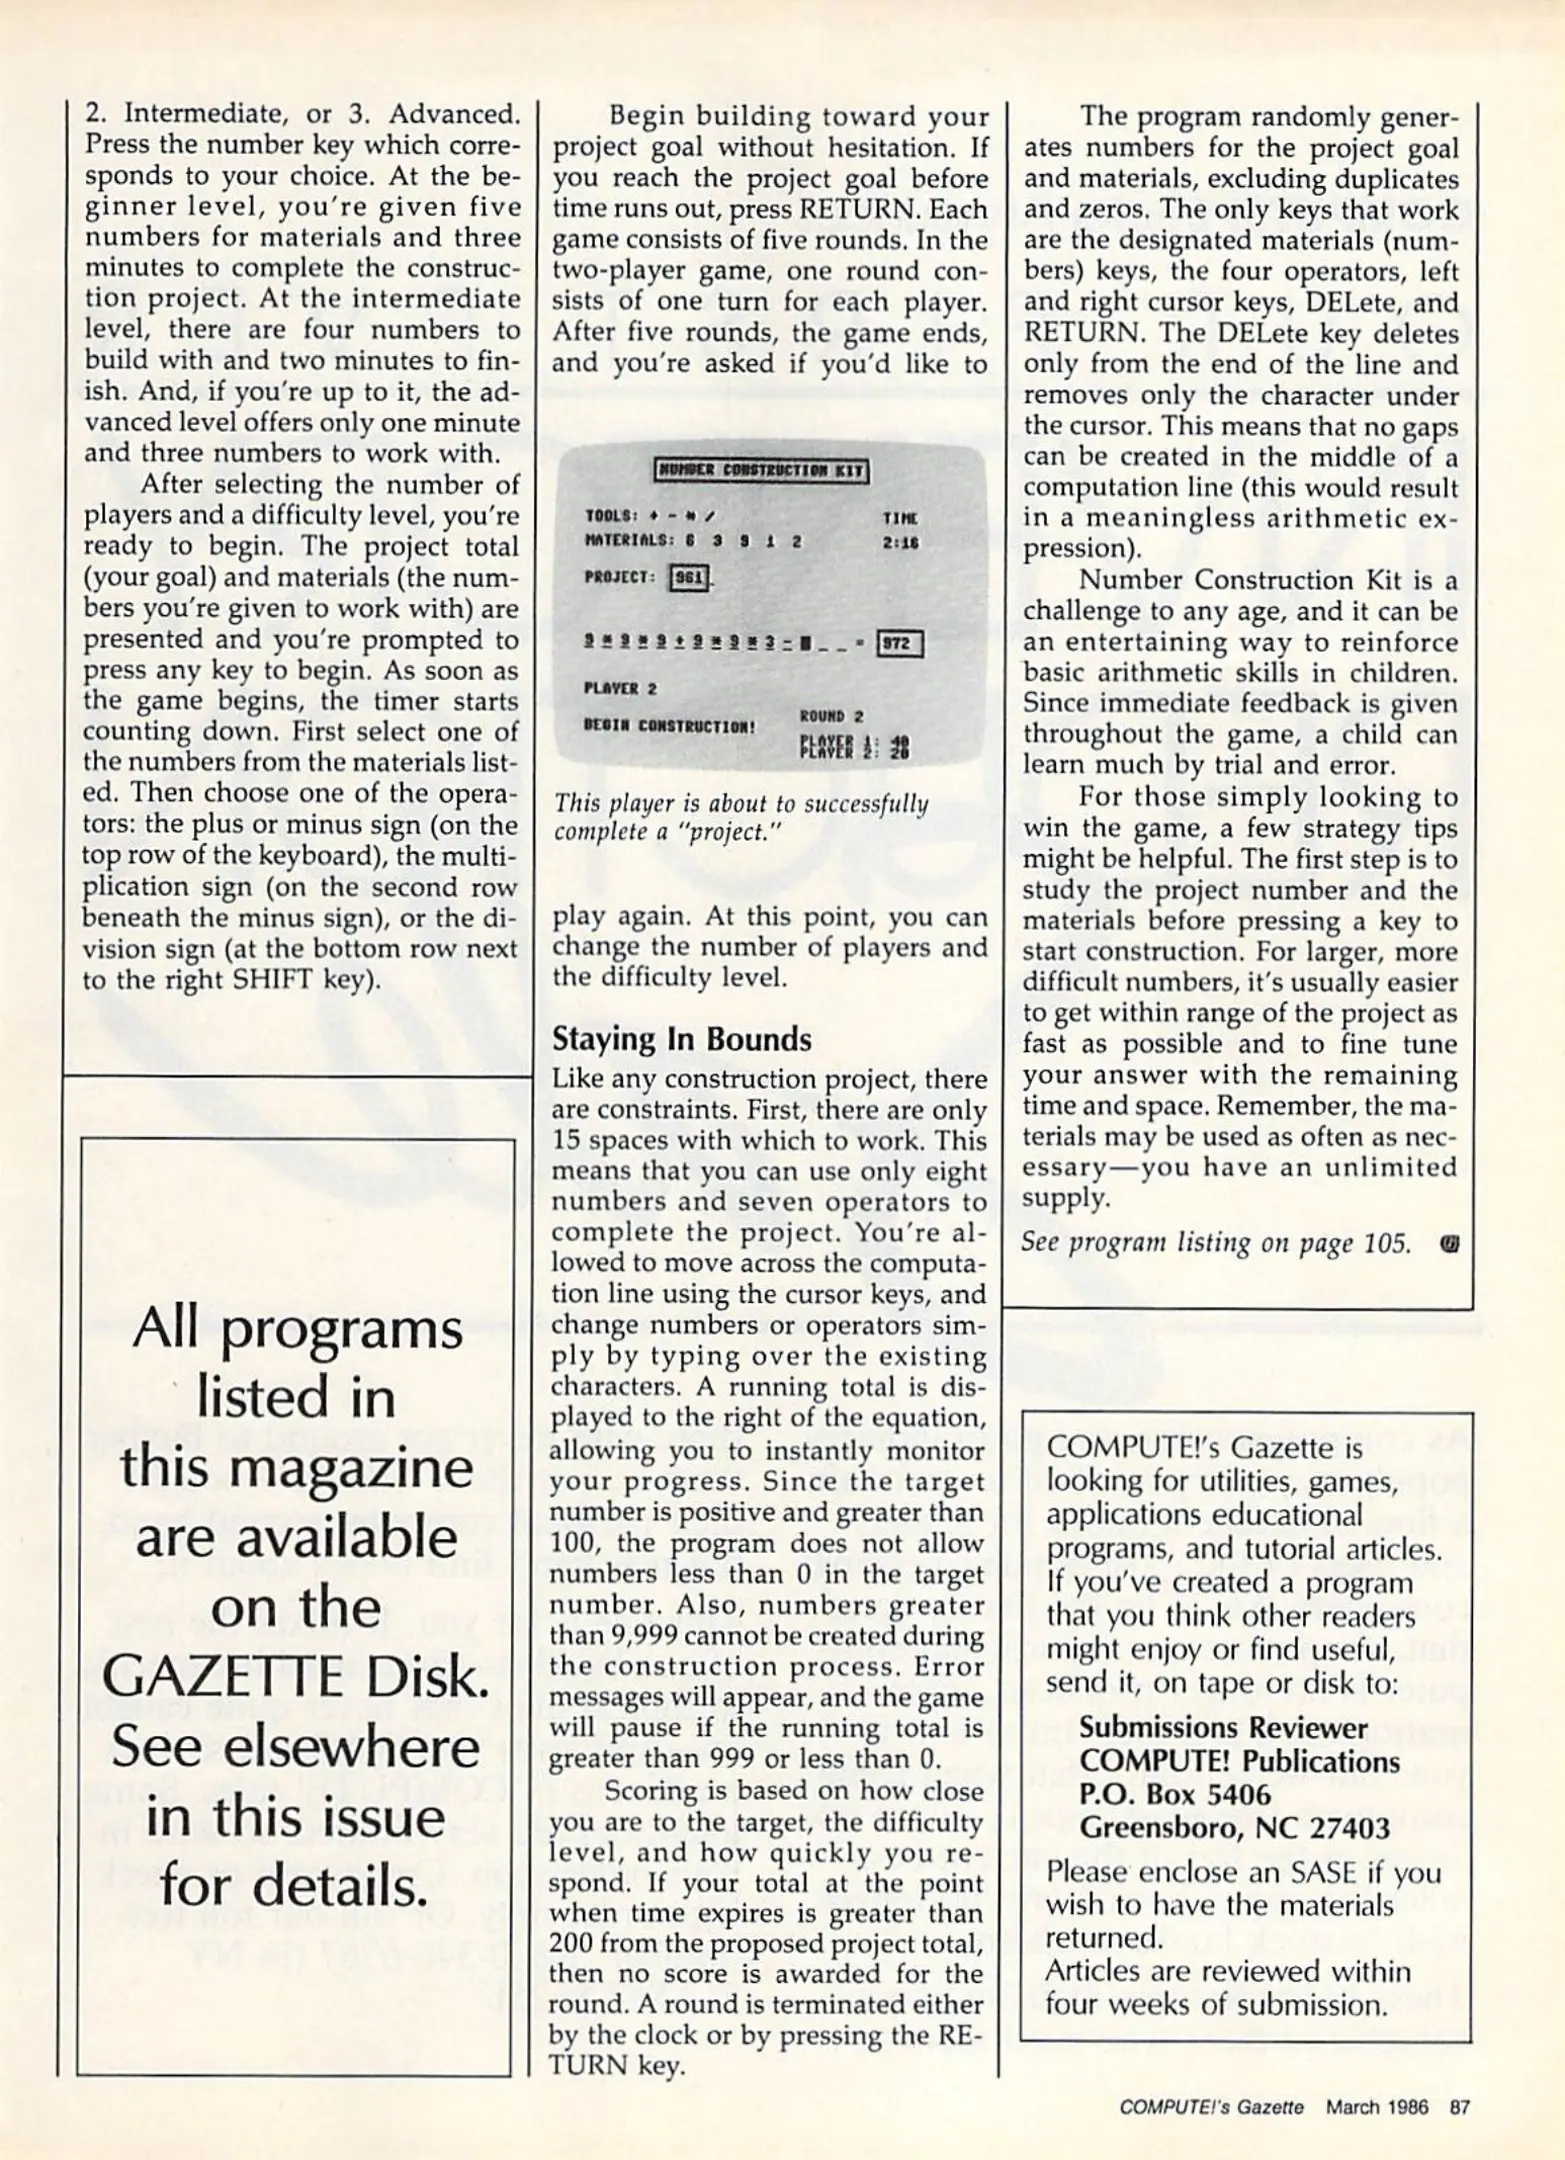 2. Intermediate, or 3. Advanced.
Press the number key which corre-
sponds to your choice. At the be-
ginner level, you're given five
numbers for materials and three
minutes to complete the construc-
tion project. At the intermediate
level, there are four numbers to
build with and two minutes to fin-
ish. And, if you're up to it, the ad-
vanced level offers only one minute
and three numbers to work with.
After selecting the number of
players and a difficulty level, you're
ready to begin. The project total
(your goal) and materials (the num-
bers you're given to work with) are
presented and you're prompted to
press any key to begin. As soon as
the game begins, the timer starts
counting down. First select one of
the numbers from the materials list-
ed. Then choose one of the opera-
tors: the plus or minus sign (on the
top row of the keyboard), the multi-
plication sign (on the second row
beneath the minus sign), or the di-
vision sign (at the bottom row next
to the right SHIFT key).
All programs
listed in
this magazine
are available
on the
GAZETTE Disk.
See elsewhere
in this issue
for details.
Begin building toward your
project goal without hesitation. If
you reach the project goal before
time runs out, press RETURN. Each
game consists of five rounds. In the
two-player game, one round con-
sists of one turn for each player.
After five rounds, the game ends,
and you're asked if you'd like to
NUMBER CONSTRUCTION KIT
TOOLS: + - * / TIME
MATERIALS: 6 3 9 1 2 2:16
PROJECT: 961
9 * 9 * 9 + 9 * 9 * 3 - _ _ = 972
PLAYER 2
BEGIN CONSTRUCTION! ROUND 2
PLAYER 1: 40
PLAYER 2: 20
This player is about to successfully
complete a "project."
play again. At this point, you can
change the number of players and
the difficulty level.
Staying In Bounds
Like any construction project, there
are constraints. First, there are only
15 spaces with which to work. This
means that you can use only eight
numbers and seven operators to
complete the project. You're al-
lowed to move across the computa-
tion line using the cursor keys, and
change numbers or operators sim-
ply by typing over the existing
characters. A running total is dis-
played to the right of the equation,
allowing you to instantly monitor
your progress. Since the target
number is positive and greater than
100, the program does not allow
numbers less than 0 in the target
number. Also, numbers greater
than 9,999 cannot be created during
the construction process. Error
messages will appear, and the game
will pause if the running total is
greater than 999 or less than 0.
Scoring is based on how close
you are to the target, the difficulty
level, and how quickly you re-
spond. If your total at the point
when time expires is greater than
200 from the proposed project total,
then no score is awarded for the
round. A round is terminated either
by the clock or by pressing the RE-
TURN key.
The program randomly gener-
ates numbers for the project goal
and materials, excluding duplicates
and zeros. The only keys that work
are the designated materials (num-
bers) keys, the four operators, left
and right cursor keys, DELete, and
RETURN. The DELete key deletes
only from the end of the line and
removes only the character under
the cursor. This means that no gaps
can be created in the middle of a
computation line (this would result
in a meaningless arithmetic ex-
pression).
Number Construction Kit is a
challenge to any age, and it can be
an entertaining way to reinforce
basic arithmetic skills in children.
Since immediate feedback is given
throughout the game, a child can
learn much by trial and error.
For those simply looking to
win the game, a few strategy tips
might be helpful. The first step is to
study the project number and the
materials before pressing a key to
start construction. For larger, more
difficult numbers, it's usually easier
to get within range of the project as
fast as possible and to fine tune
your answer with the remaining
time and space. Remember, the ma-
terials may be used as often as nec-
essary—you have an unlimited
supply.
See program listing on page 105.
COMPUTE!'s Gazette is
looking for utilities, games,
applications educational
programs, and tutorial articles.
If you've created a program
that you think other readers
might enjoy or find useful,
send it, on tape or disk to:
Submissions Reviewer
COMPUTE! Publications
P.O. Box 5406
Greensboro, NC 27403
Please enclose an SASE if you
wish to have the materials
returned.
Articles are reviewed within
four weeks of submission.
COMPUTE!'s Gazette March 1986 87